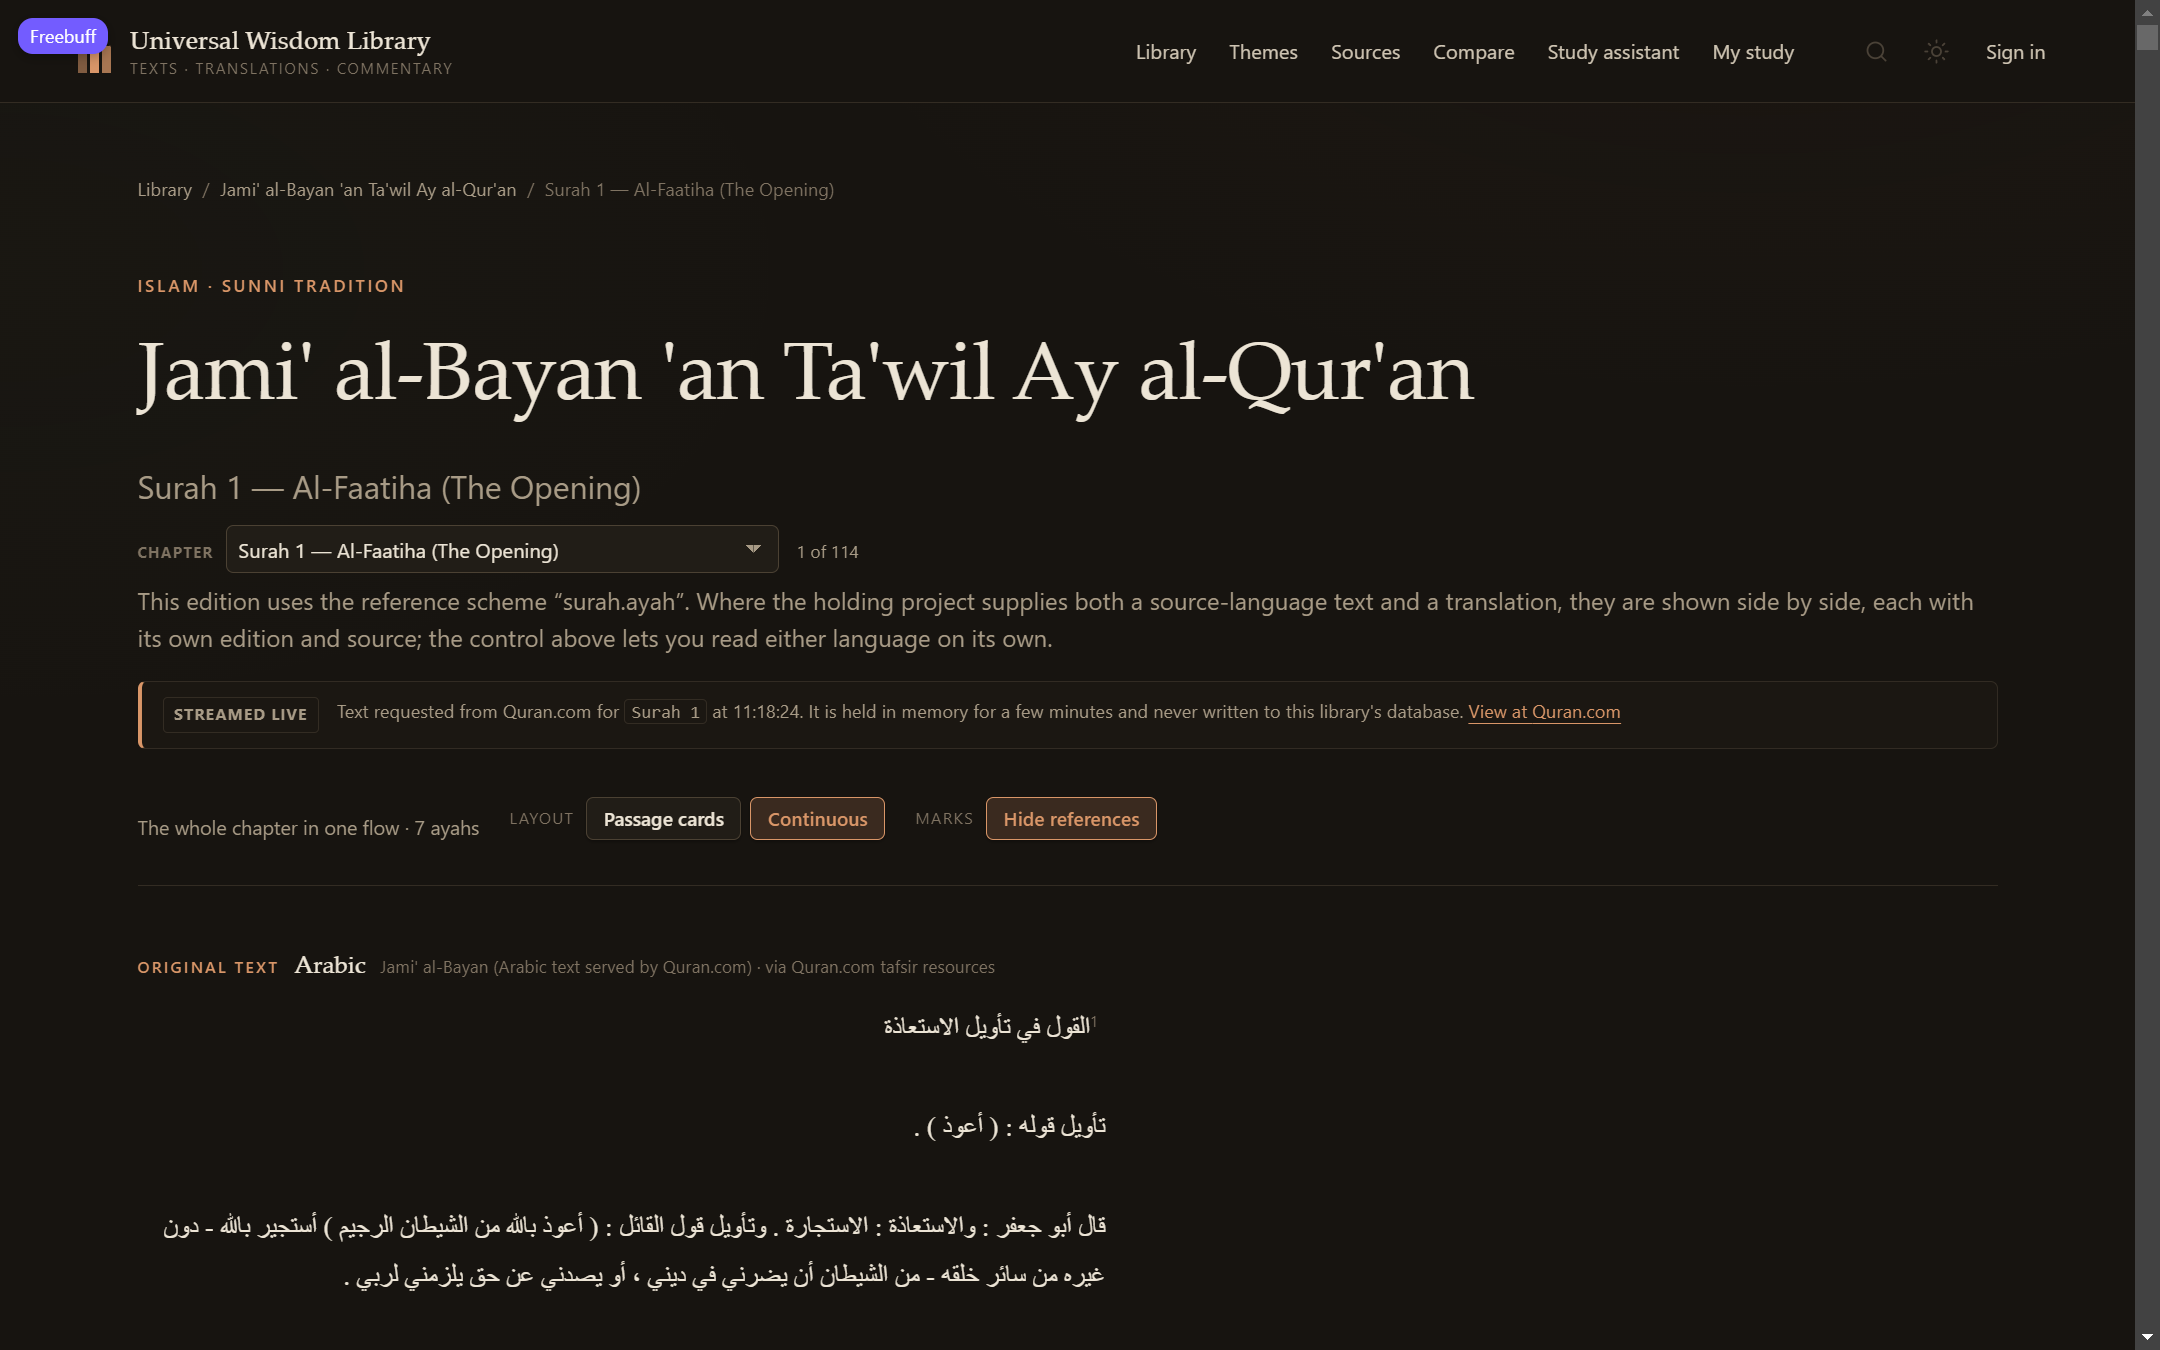 Freebuff
Universal Wisdom Library
TEXTS · TRANSLATIONS · COMMENTARY
Library Themes Sources Compare Study assistant My study Sign in
Library / Jami' al-Bayan 'an Ta'wil Ay al-Qur'an / Surah 1 — Al-Faatiha (The Opening)
ISLAM · SUNNI TRADITION
Jami' al-Bayan 'an Ta'wil Ay al-Qur'an
Surah 1 — Al-Faatiha (The Opening)
CHAPTER Surah 1 — Al-Faatiha (The Opening) 1 of 114
This edition uses the reference scheme “surah.ayah”. Where the holding project supplies both a source-language text and a translation, they are shown side by side, each with
its own edition and source; the control above lets you read either language on its own.
STREAMED LIVE Text requested from Quran.com for Surah 1 at 11:18:24. It is held in memory for a few minutes and never written to this library's database. View at Quran.com
The whole chapter in one flow · 7 ayahs LAYOUT Passage cards Continuous MARKS Hide references
ORIGINAL TEXT Arabic Jami' al-Bayan (Arabic text served by Quran.com) · via Quran.com tafsir resources
1القول في تأويل الاستعاذة
تأويل قوله : ( أعوذ ) .
قال أبو جعفر : والاستعاذة : الاستجارة . وتأويل قول القائل : ( أعوذ بالله من الشيطان الرجيم ) أستجير بالله - دون
غيره من سائر خلقه - من الشيطان أن يضرني في ديني ، أو يصدني عن حق يلزمني لربي .